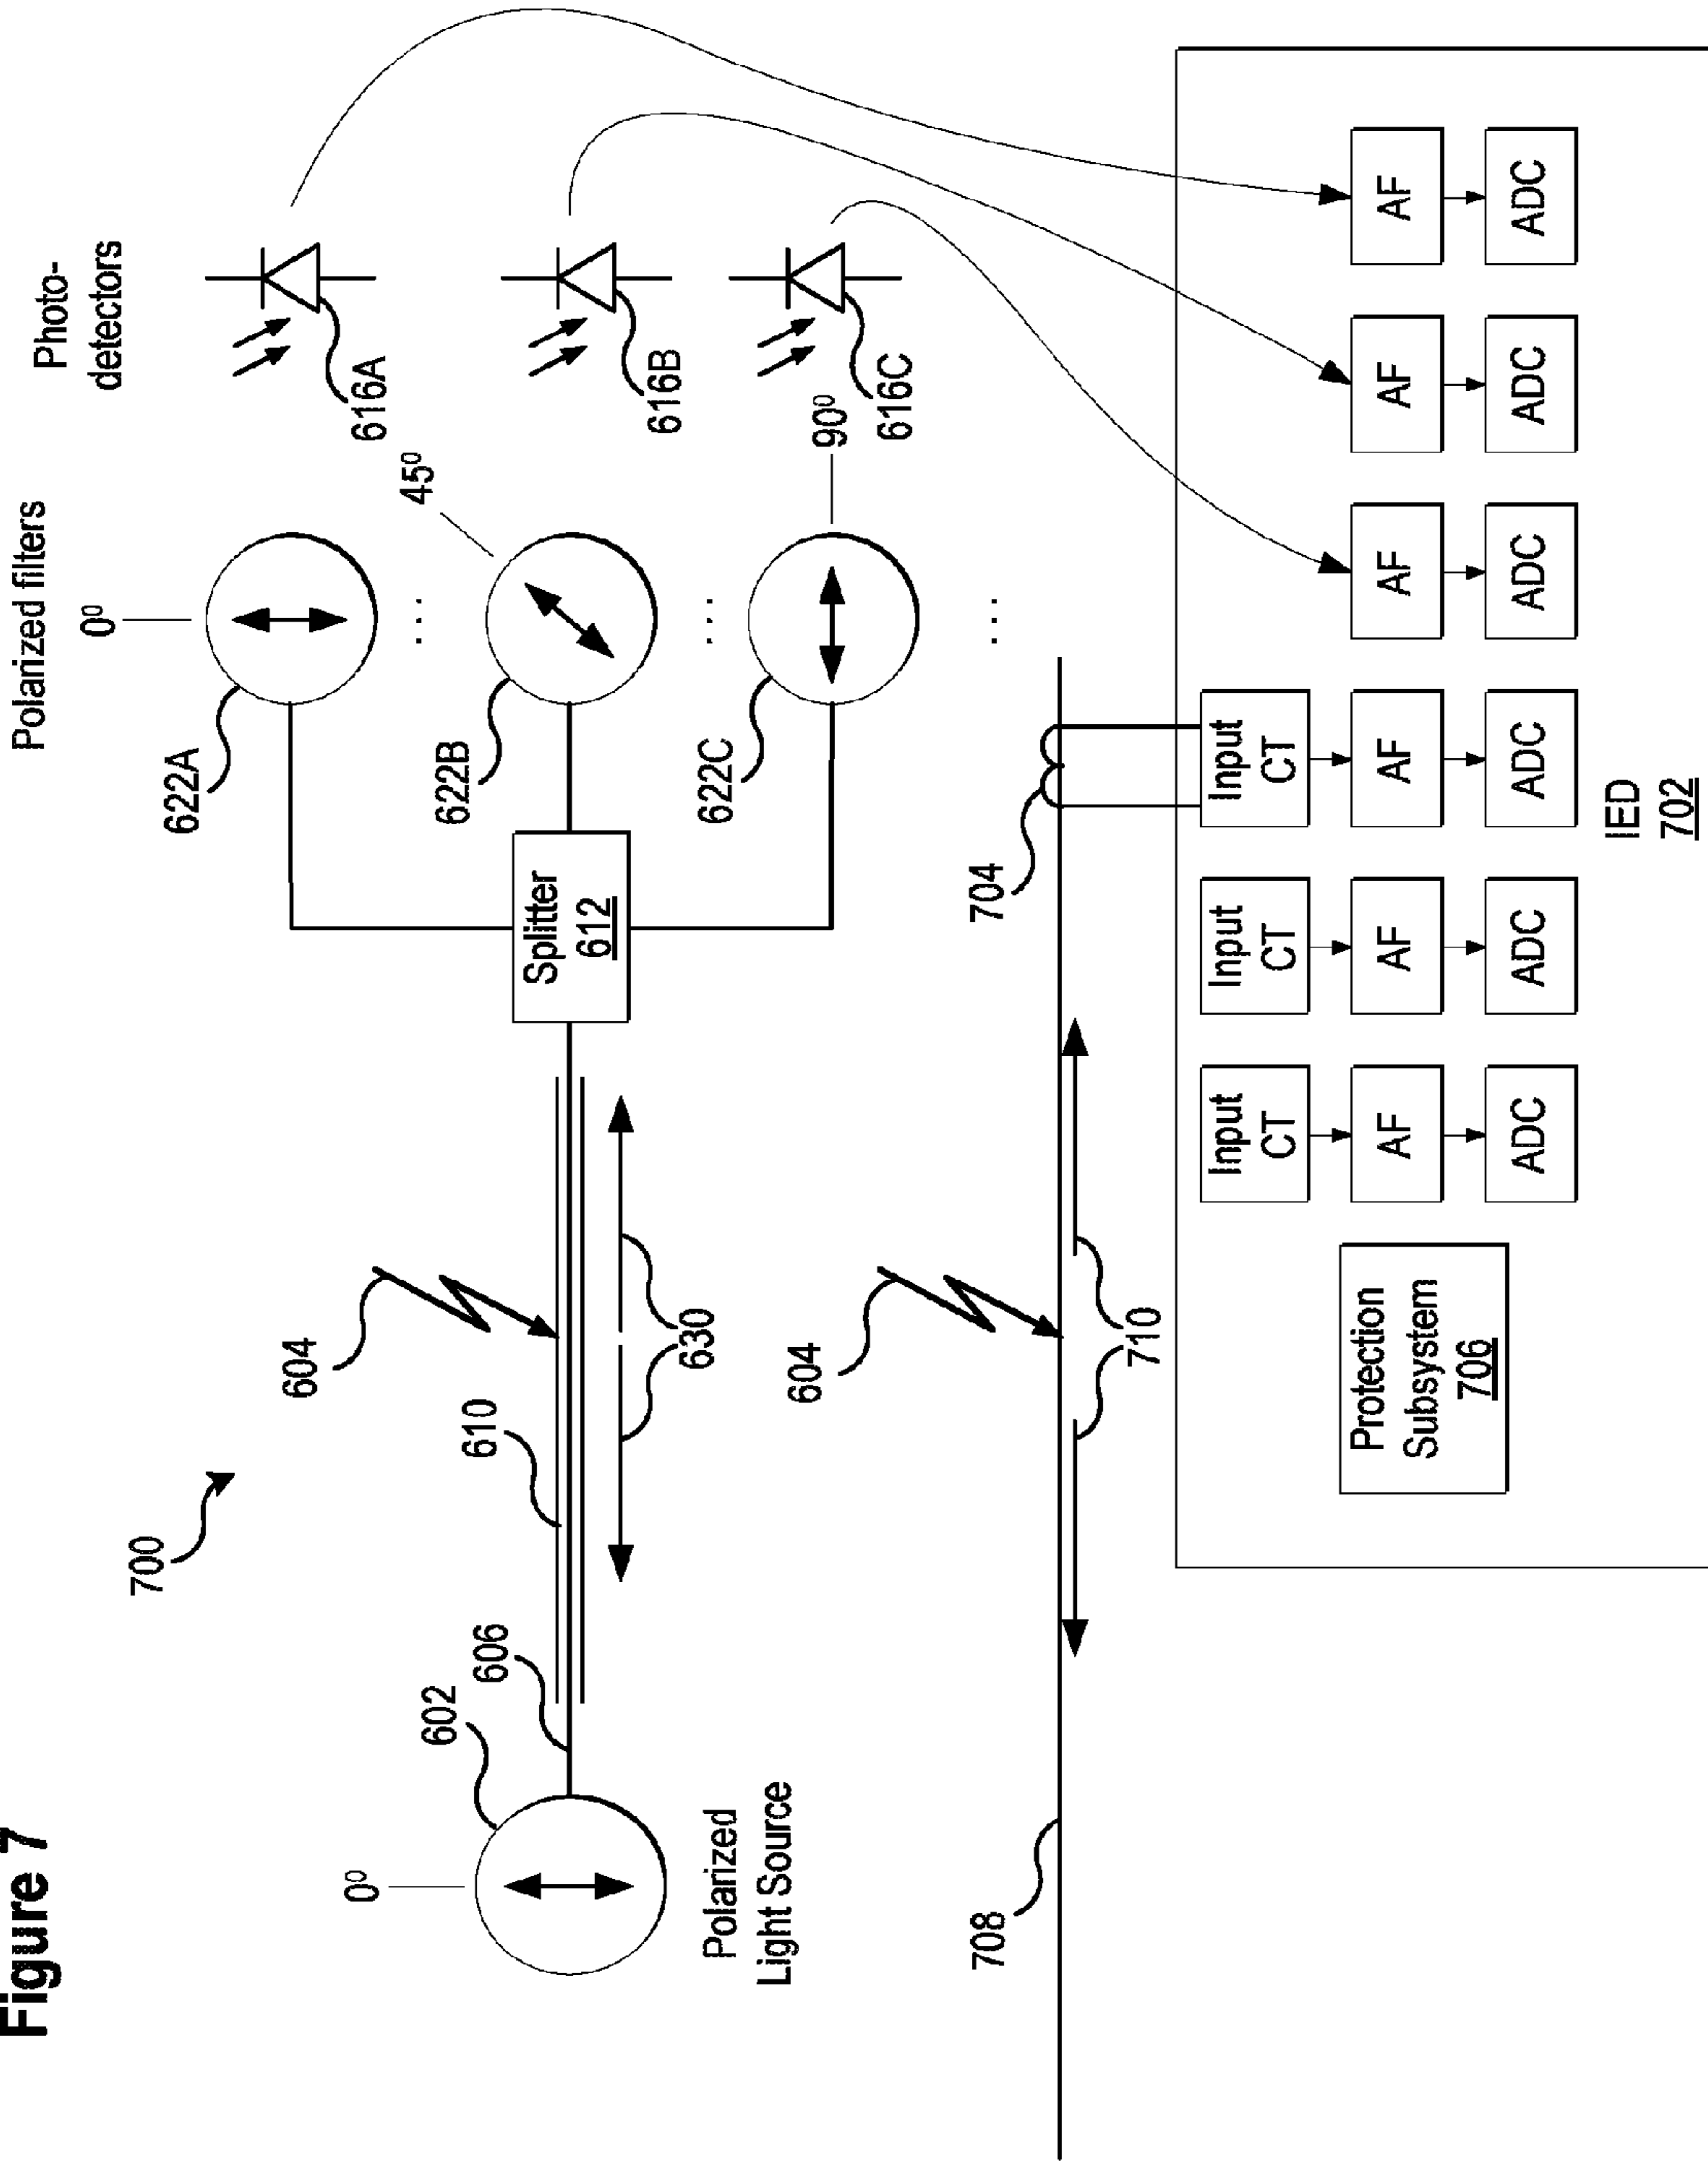 Figure 7
700
Polarized filters
Photo-
detectors
0⁰
622A
616A
45⁰
622B
616B
90⁰
622C
616C
0⁰
602
606
610
604
Splitter
612
630
Polarized
Light Source
604
704
708
710
Protection
Subsystem
706
Input
CT
Input
CT
Input
CT
AF
AF
AF
AF
AF
AF
ADC
ADC
ADC
ADC
ADC
ADC
IED
702
...
...
...